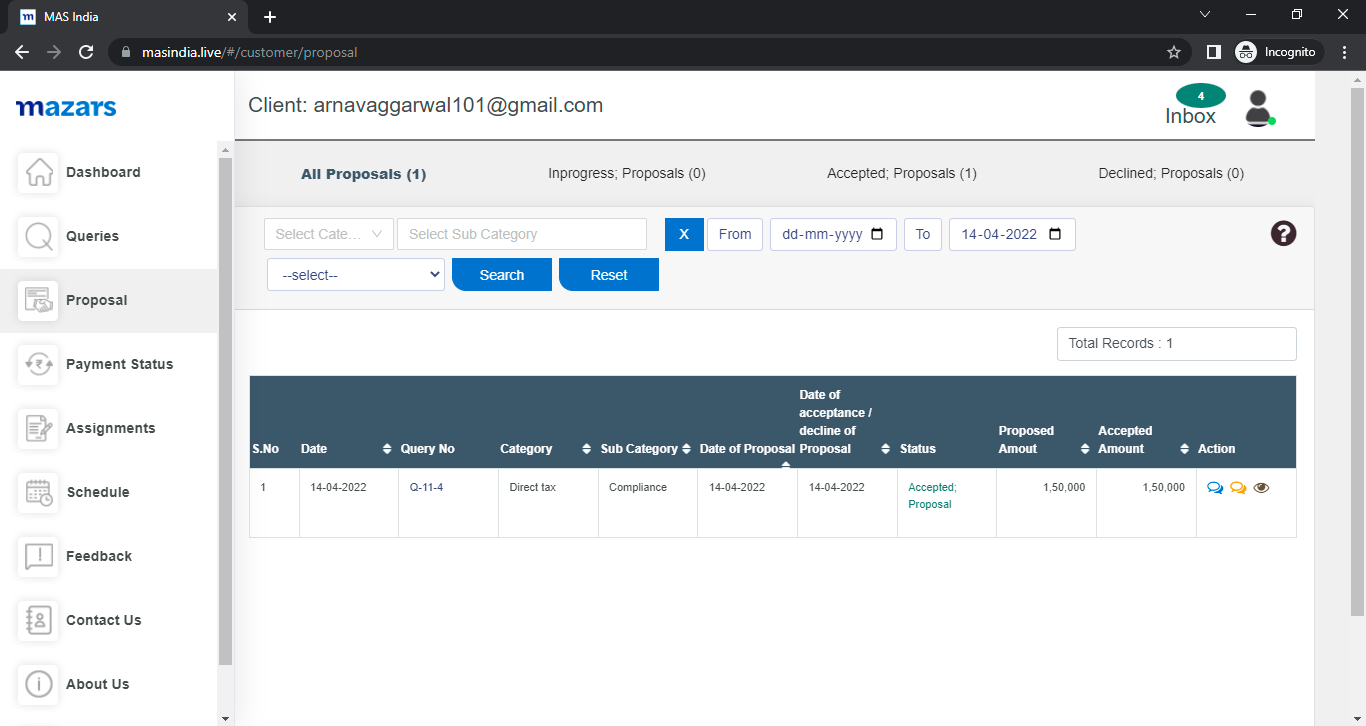 MAS India
masindia.live/#/customer/proposal
Incognito
mazars
Client: arnavaggarwal101@gmail.com
4
Inbox
Dashboard
Queries
Proposal
Payment Status
Assignments
Schedule
Feedback
Contact Us
About Us
All Proposals (1)
Inprogress; Proposals (0)
Accepted; Proposals (1)
Declined; Proposals (0)
Select Cate...
Select Sub Category
X
From
dd-mm-yyyy
To
14-04-2022
?
--select--
Search
Reset
Total Records : 1
S.No
Date
Query No
Category
Sub Category
Date of Proposal
Date of
acceptance /
decline of
Proposal
Status
Proposed
Amout
Accepted
Amount
Action
1
14-04-2022
Q-11-4
Direct tax
Compliance
14-04-2022
14-04-2022
Accepted;
Proposal
1,50,000
1,50,000